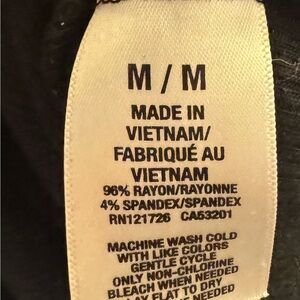 M / M
MADE IN
VIETNAM/
FABRIQUÉ AU
VIETNAM
96% RAYON/RAYONNE
4% SPANDEX/SPANDEX
RN121726 CA53201
MACHINE WASH COLD
WITH LIKE COLORS
GENTLE CYCLE
ONLY NON-CHLORINE
BLEACH WHEN NEEDED
LAY FLAT TO DRY